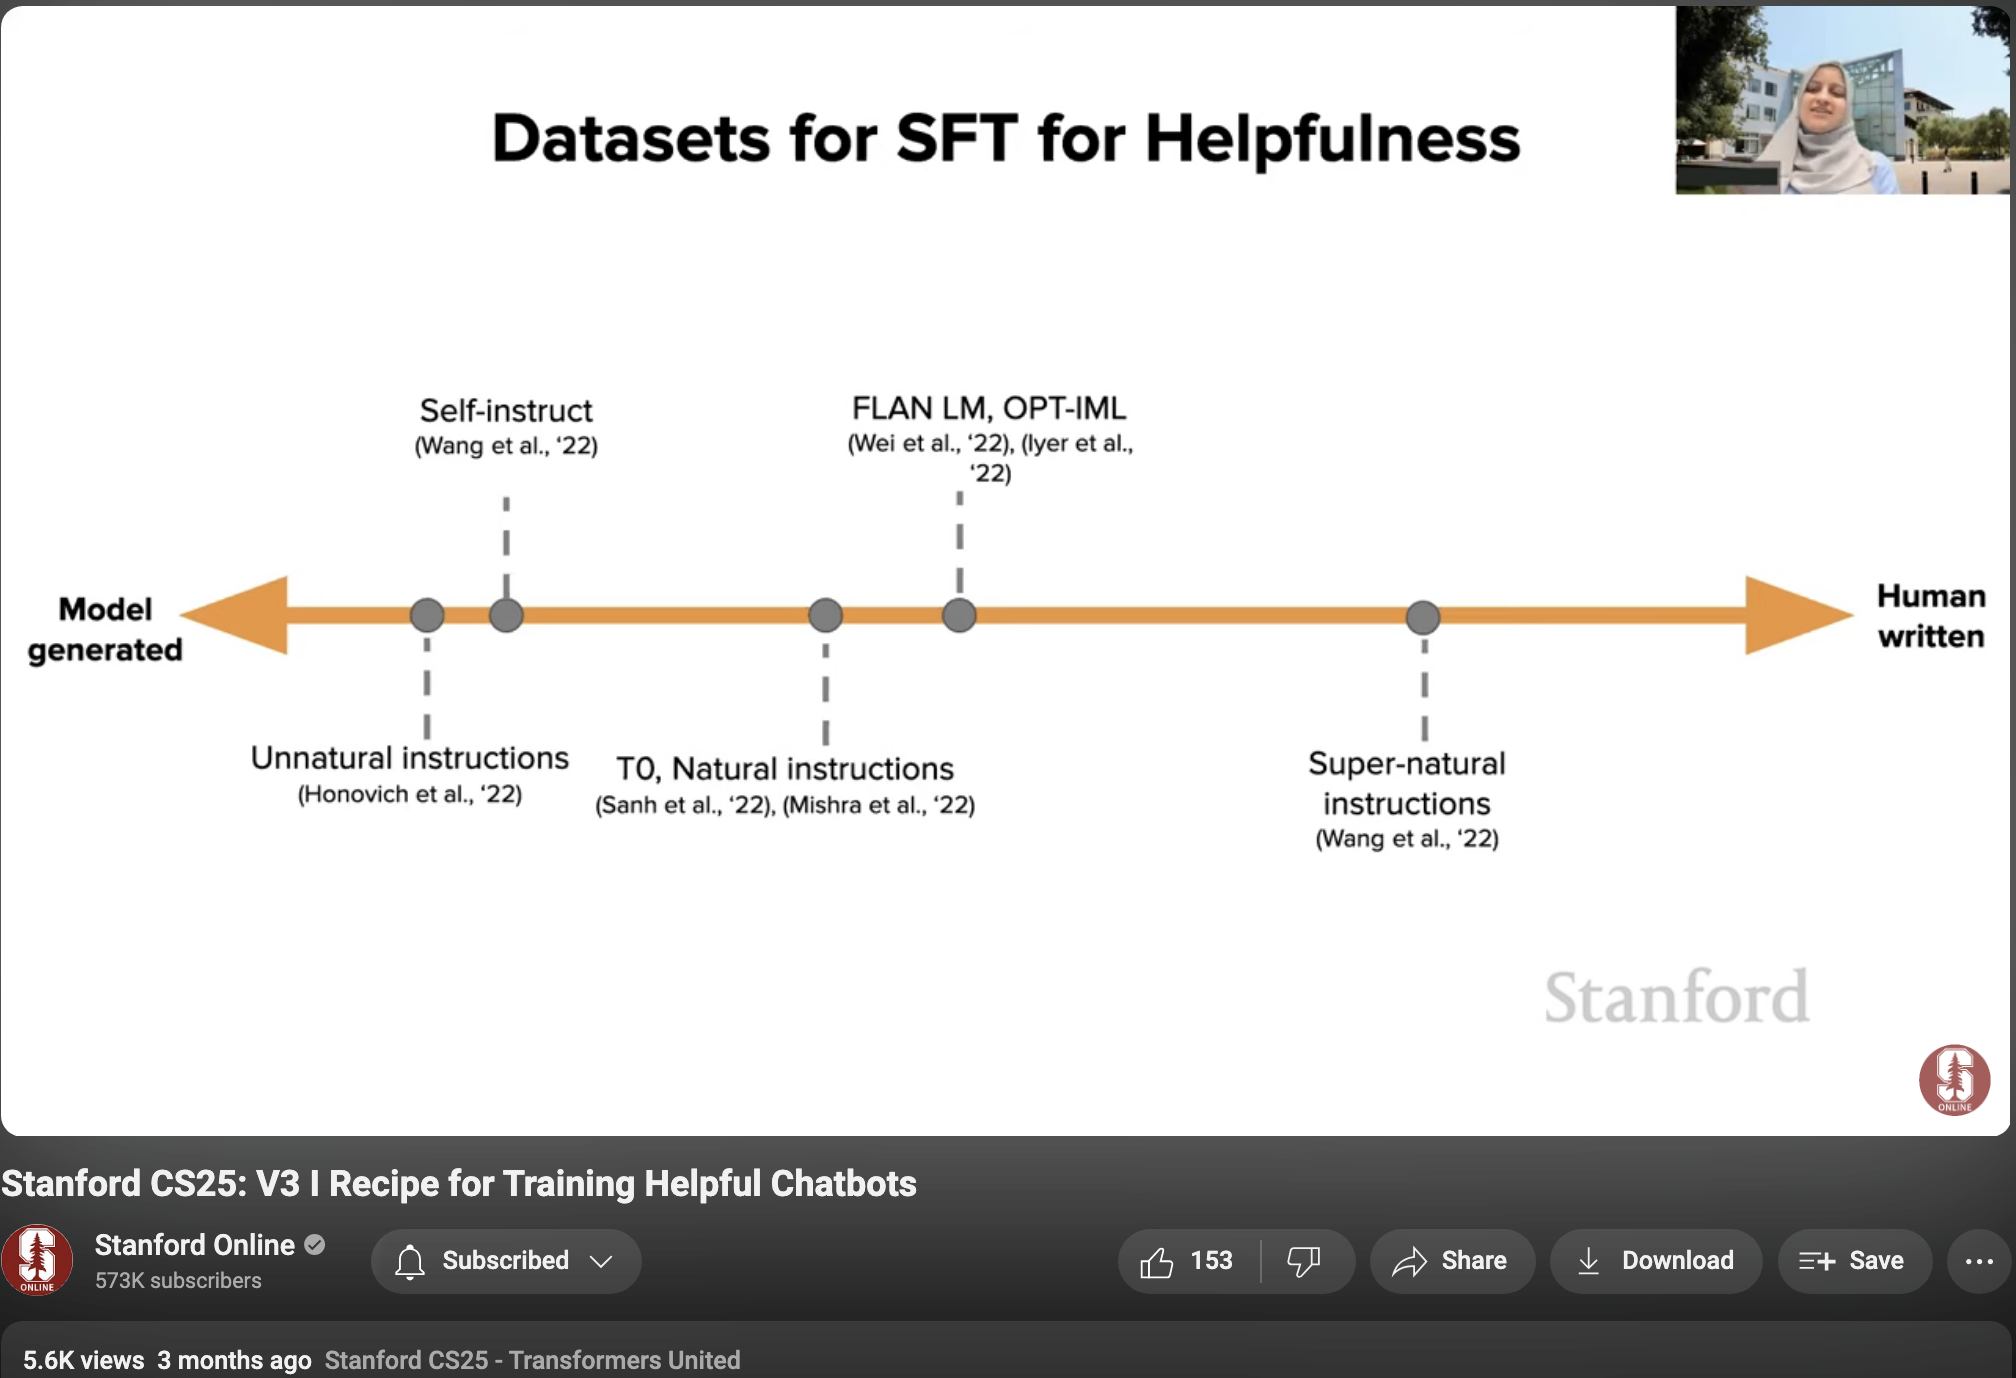 Datasets for SFT for Helpfulness
Self-instruct
(Wang et al., ‘22)
FLAN LM, OPT-IML
(Wei et al., ‘22), (Iyer et al.,
‘22)
Model
generated
Human
written
Unnatural instructions
(Honovich et al., ‘22)
T0, Natural instructions
(Sanh et al., ‘22), (Mishra et al., ‘22)
Super-natural
instructions
(Wang et al., ‘22)
Stanford
S
ONLINE
Stanford CS25: V3 I Recipe for Training Helpful Chatbots
S
ONLINE
Stanford Online
573K subscribers
Subscribed
153
Share
Download
Save
5.6K views 3 months ago Stanford CS25 - Transformers United